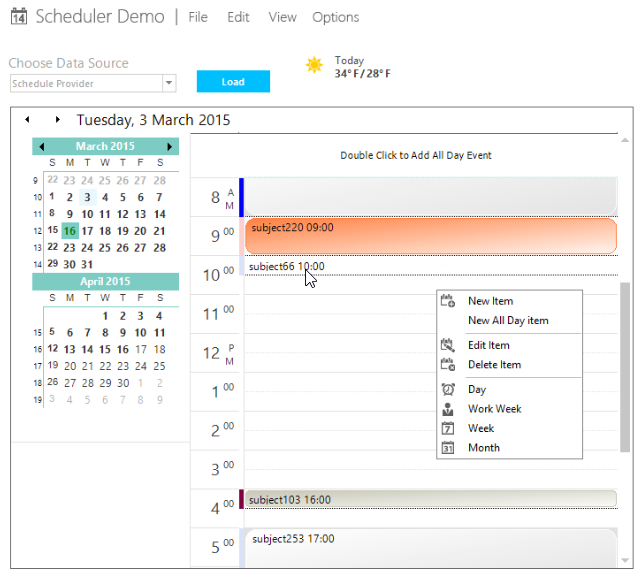 14 Scheduler Demo | File Edit View Options
Choose Data Source
Schedule Provider
Load
Today
34°F/28°F
Tuesday, 3 March 2015
March 2015
S M T W T F S
9 22 23 24 25 26 27 28
10 1 2 3 4 5 6 7
11 8 9 10 11 12 13 14
12 15 16 17 18 19 20 21
13 22 23 24 25 26 27 28
14 29 30 31
April 2015
S M T W T F S
1 2 3 4
15 5 6 7 8 9 10 11
16 12 13 14 15 16 17 18
17 19 20 21 22 23 24 25
18 26 27 28 29 30 1 2
19 3 4 5 6 7 8 9
Double Click to Add All Day Event
8 AM
9 00
subject220 09:00
10 00
subject66 10:00
11 00
12 PM
1 00
2 00
3 00
4 00
subject103 16:00
5 00
subject253 17:00
New Item
New All Day item
Edit Item
Delete Item
Day
Work Week
7 Week
31 Month